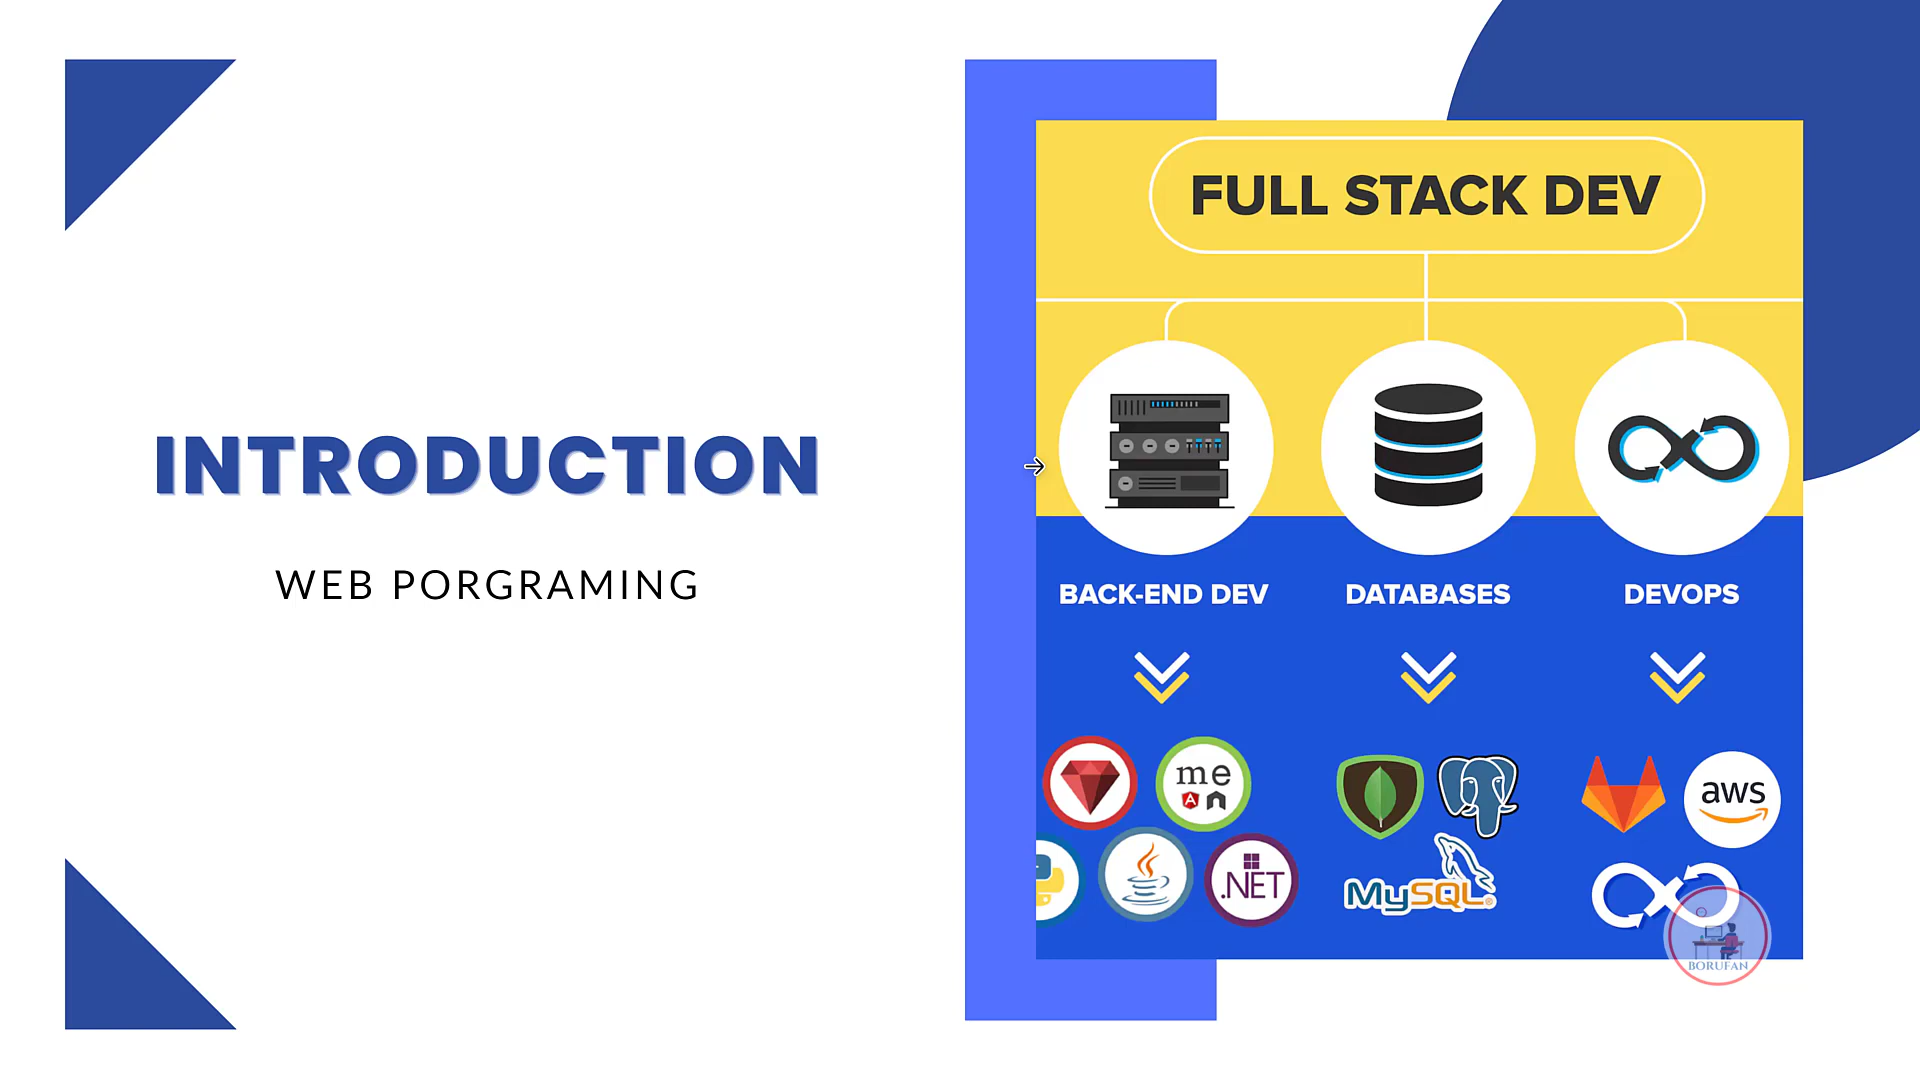 INTRODUCTION
WEB PORGRAMING
FULL STACK DEV
BACK-END DEV
DATABASES
DEVOPS
me
A
aws
.NET
MySQL®
BORUFAN